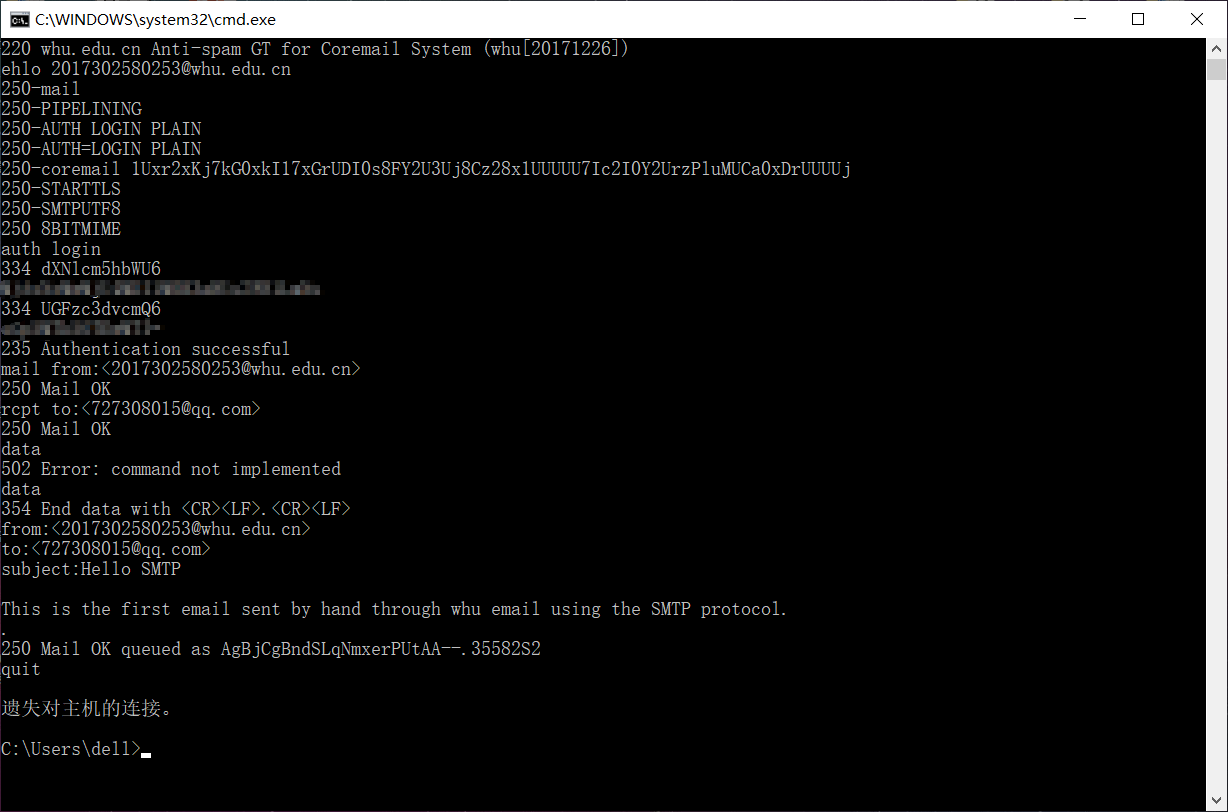 C:\WINDOWS\system32\cmd.exe
220 whu.edu.cn Anti-spam GT for Coremail System (whu[20171226])
ehlo 2017302580253@whu.edu.cn
250-mail
250-PIPELINING
250-AUTH LOGIN PLAIN
250-AUTH=LOGIN PLAIN
250-coremail 1Uxr2xKj7kG0xkI17xGrUDI0s8FY2U3Uj8Cz28x1UUUUU7Ic2I0Y2UrzPluMUCa0xDrUUUUj
250-STARTTLS
250-SMTPUTF8
250 8BITMIME
auth login
334 dXNlcm5hbWU6
334 UGFzc3dvcmQ6
235 Authentication successful
mail from:<2017302580253@whu.edu.cn>
250 Mail OK
rcpt to:<727308015@qq.com>
250 Mail OK
data
502 Error: command not implemented
data
354 End data with <CR><LF>.<CR><LF>
from:<2017302580253@whu.edu.cn>
to:<727308015@qq.com>
subject:Hello SMTP
This is the first email sent by hand through whu email using the SMTP protocol.
.
250 Mail OK queued as AgBjCgBndSLqNmxerPUtAA--.35582S2
quit
遗失对主机的连接。
C:\Users\dell>